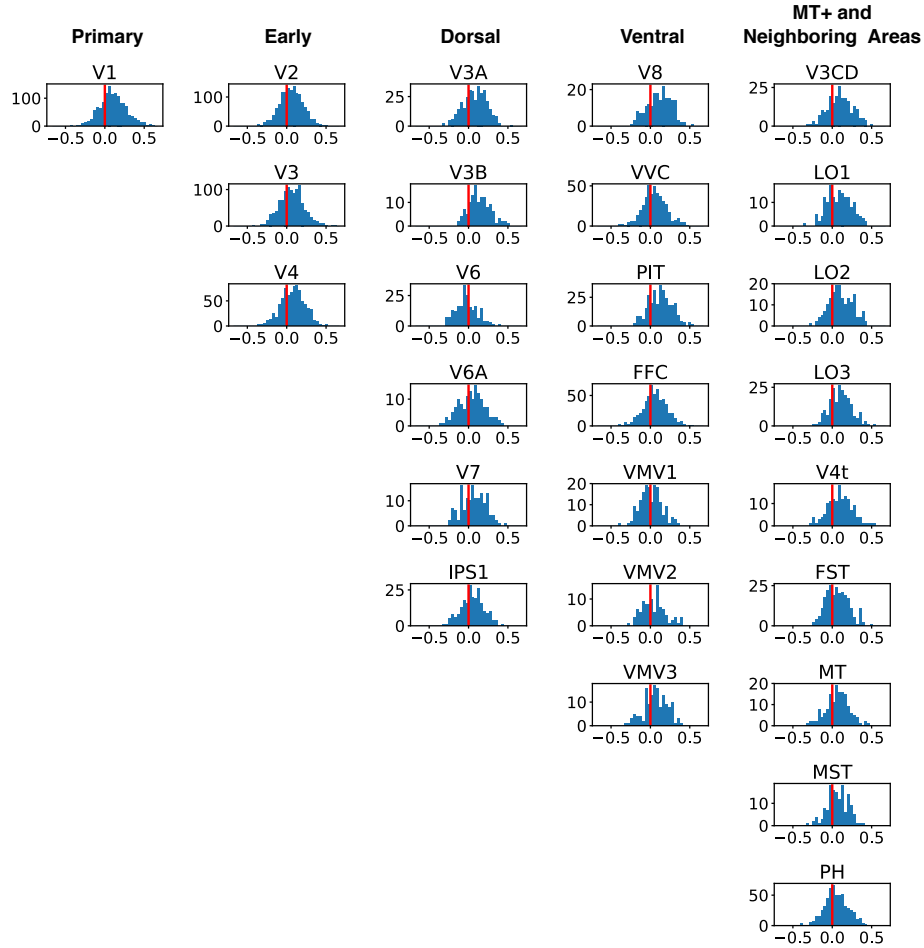 MT+ and
Primary Early Dorsal Ventral Neighboring Areas
V1 V2 V3A V8 V3CD
100 100 25 20 25
0 0 0 0 0
−0.5 0.0 0.5 −0.5 0.0 0.5 −0.5 0.0 0.5 −0.5 0.0 0.5 −0.5 0.0 0.5
V3 V3B VVC LO1
100 10 50 10
0 0 0 0
−0.5 0.0 0.5 −0.5 0.0 0.5 −0.5 0.0 0.5 −0.5 0.0 0.5
V4 V6 PIT LO2
50 25 25 20
10
0 0 0 0
−0.5 0.0 0.5 −0.5 0.0 0.5 −0.5 0.0 0.5 −0.5 0.0 0.5
V6A FFC LO3
10 50 25
0 0 0
−0.5 0.0 0.5 −0.5 0.0 0.5 −0.5 0.0 0.5
V7 VMV1 V4t
20
10 10 10
0 0 0
−0.5 0.0 0.5 −0.5 0.0 0.5 −0.5 0.0 0.5
IPS1 VMV2 FST
25 10 25
0 0 0
−0.5 0.0 0.5 −0.5 0.0 0.5 −0.5 0.0 0.5
VMV3 MT
20
10 10
0 0
−0.5 0.0 0.5 −0.5 0.0 0.5
MST
10
0
−0.5 0.0 0.5
PH
50
0
−0.5 0.0 0.5